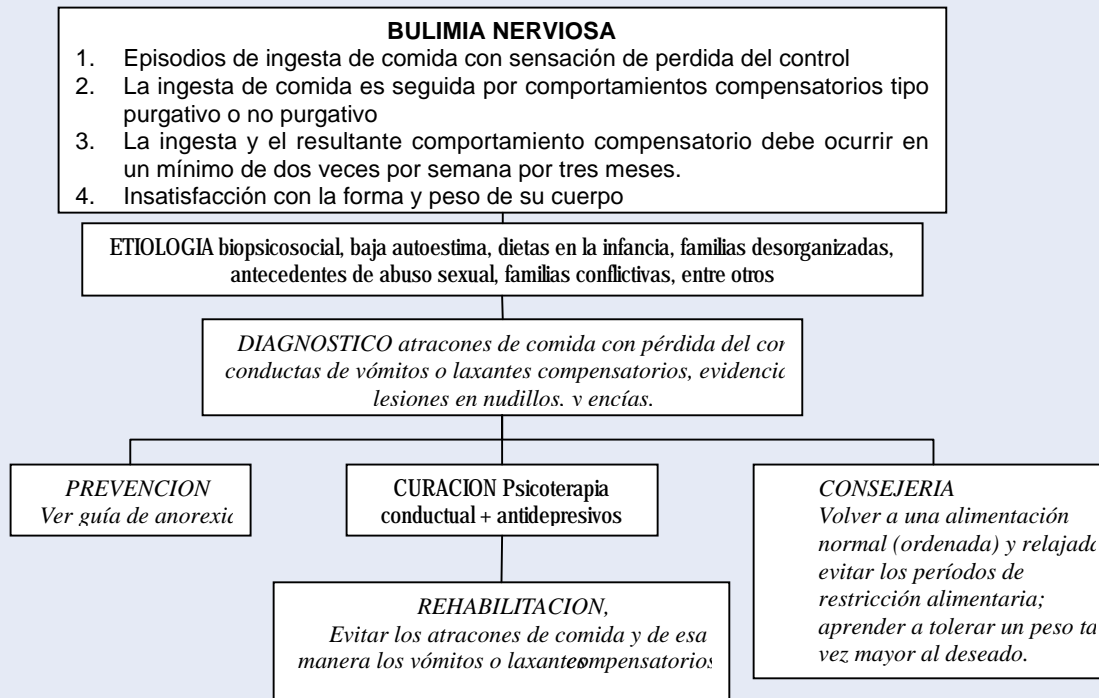 BULIMIA NERVIOSA
1. Episodios de ingesta de comida con sensación de perdida del control
2. La ingesta de comida es seguida por comportamientos compensatorios tipo
purgativo o no purgativo
3. La ingesta y el resultante comportamiento compensatorio debe ocurrir en
un mínimo de dos veces por semana por tres meses.
4. Insatisfacción con la forma y peso de su cuerpo
ETIOLOGIA biopsicosocial, baja autoestima, dietas en la infancia, familias desorganizadas,
antecedentes de abuso sexual, familias conflictivas, entre otros
DIAGNOSTICO atracones de comida con pérdida del con
conductas de vómitos o laxantes compensatorios, evidencia
lesiones en nudillos. y encías.
PREVENCION
Ver guía de anorexia
CURACION Psicoterapia
conductual + antidepresivos
REHABILITACION,
Evitar los atracones de comida y de esa
manera los vómitos o laxantes compensatorios
CONSEJERIA
Volver a una alimentación
normal (ordenada) y relajada
evitar los períodos de
restricción alimentaria;
aprender a tolerar un peso ta
vez mayor al deseado.